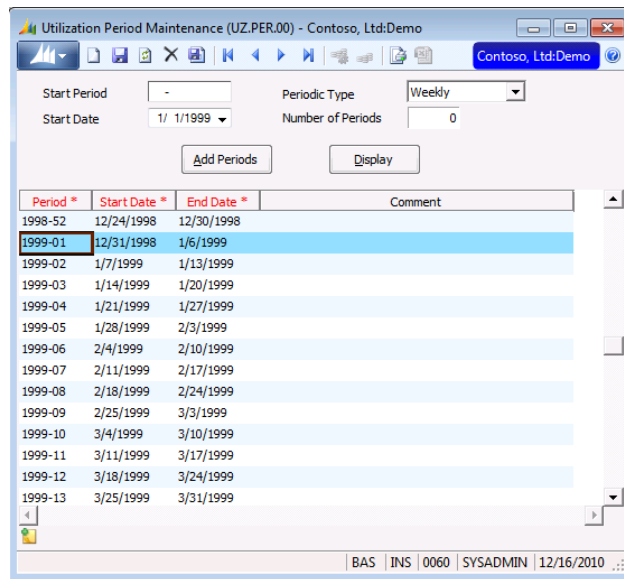 Utilization Period Maintenance (UZ.PER.00) - Contoso, Ltd:Demo
Contoso, Ltd:Demo
Start Period - Periodic Type Weekly
Start Date 1/ 1/1999 Number of Periods 0
Add Periods Display
Period * Start Date * End Date * Comment
1998-52 12/24/1998 12/30/1998
1999-01 12/31/1998 1/6/1999
1999-02 1/7/1999 1/13/1999
1999-03 1/14/1999 1/20/1999
1999-04 1/21/1999 1/27/1999
1999-05 1/28/1999 2/3/1999
1999-06 2/4/1999 2/10/1999
1999-07 2/11/1999 2/17/1999
1999-08 2/18/1999 2/24/1999
1999-09 2/25/1999 3/3/1999
1999-10 3/4/1999 3/10/1999
1999-11 3/11/1999 3/17/1999
1999-12 3/18/1999 3/24/1999
1999-13 3/25/1999 3/31/1999
BAS INS 0060 SYSADMIN 12/16/2010